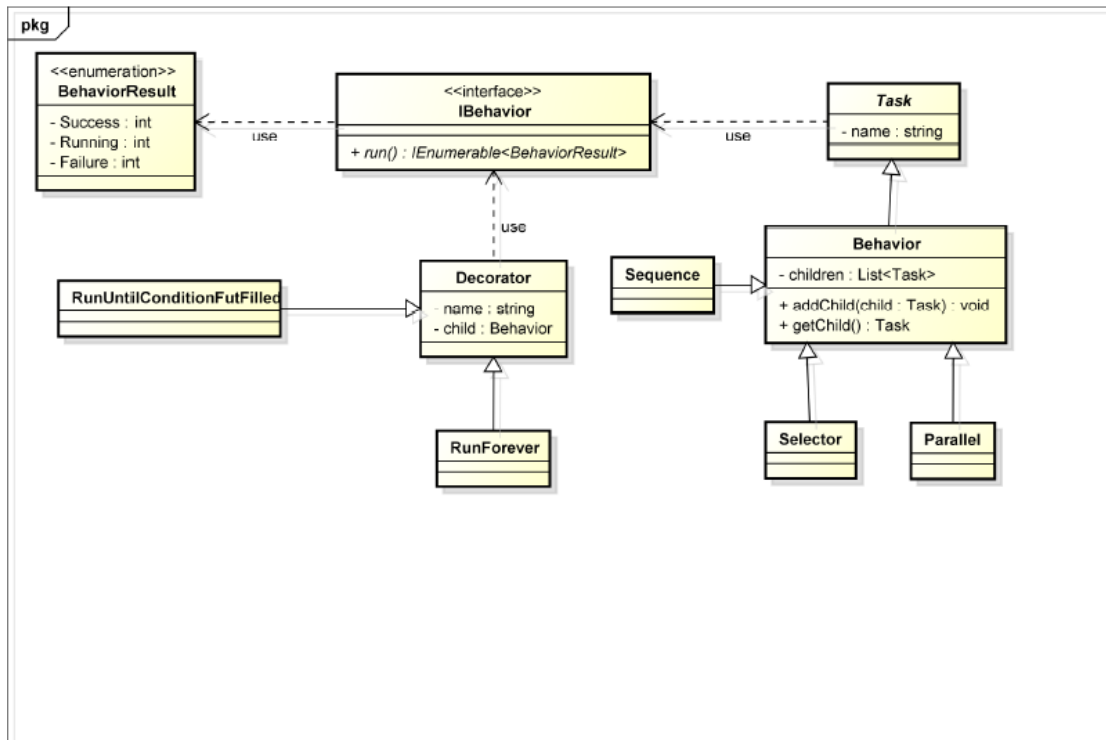 pkg
<<enumeration>>
BehaviorResult
- Success : int
- Running : int
- Failure : int
use
<<interface>>
IBehavior
+ run() : IEnumerable<BehaviorResult>
use
Task
- name : string
use
Decorator
- name : string
- child : Behavior
RunUntilConditionFutFilled
RunForever
Sequence
Behavior
- children : List<Task>
+ addChild(child : Task) : void
+ getChild() : Task
Selector
Parallel